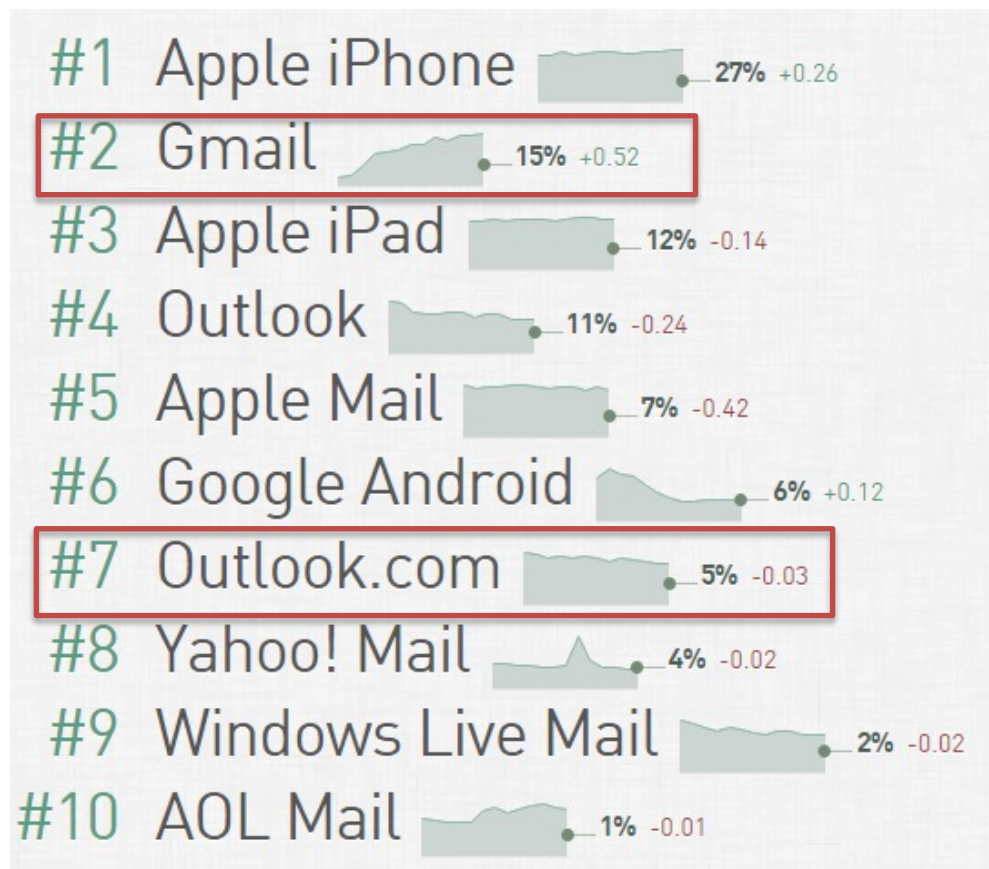 #1 Apple iPhone 27% +0.26
#2 Gmail 15% +0.52
#3 Apple iPad 12% -0.14
#4 Outlook 11% -0.24
#5 Apple Mail 7% -0.42
#6 Google Android 6% +0.12
#7 Outlook.com 5% -0.03
#8 Yahoo! Mail 4% -0.02
#9 Windows Live Mail 2% -0.02
#10 AOL Mail 1% -0.01